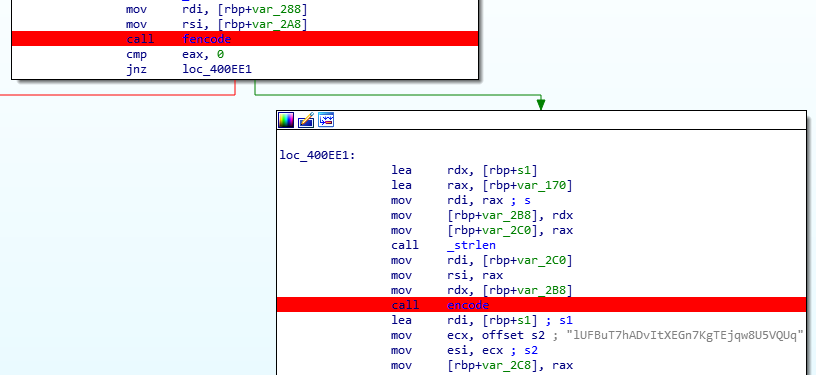 mov rdi, [rbp+var_288]
mov rsi, [rbp+var_2A8]
call fencode
cmp eax, 0
jnz loc_400EE1
loc_400EE1:
lea rdx, [rbp+s1]
lea rax, [rbp+var_170]
mov rdi, rax ; s
mov [rbp+var_2B8], rdx
mov [rbp+var_2C0], rax
call _strlen
mov rdi, [rbp+var_2C0]
mov rsi, rax
mov rdx, [rbp+var_2B8]
call encode
lea rdi, [rbp+s1] ; s1
mov ecx, offset s2 ; "lUFBuT7hADvItXEGn7KgTEjqw8U5VQUq"
mov esi, ecx ; s2
mov [rbp+var_2C8], rax